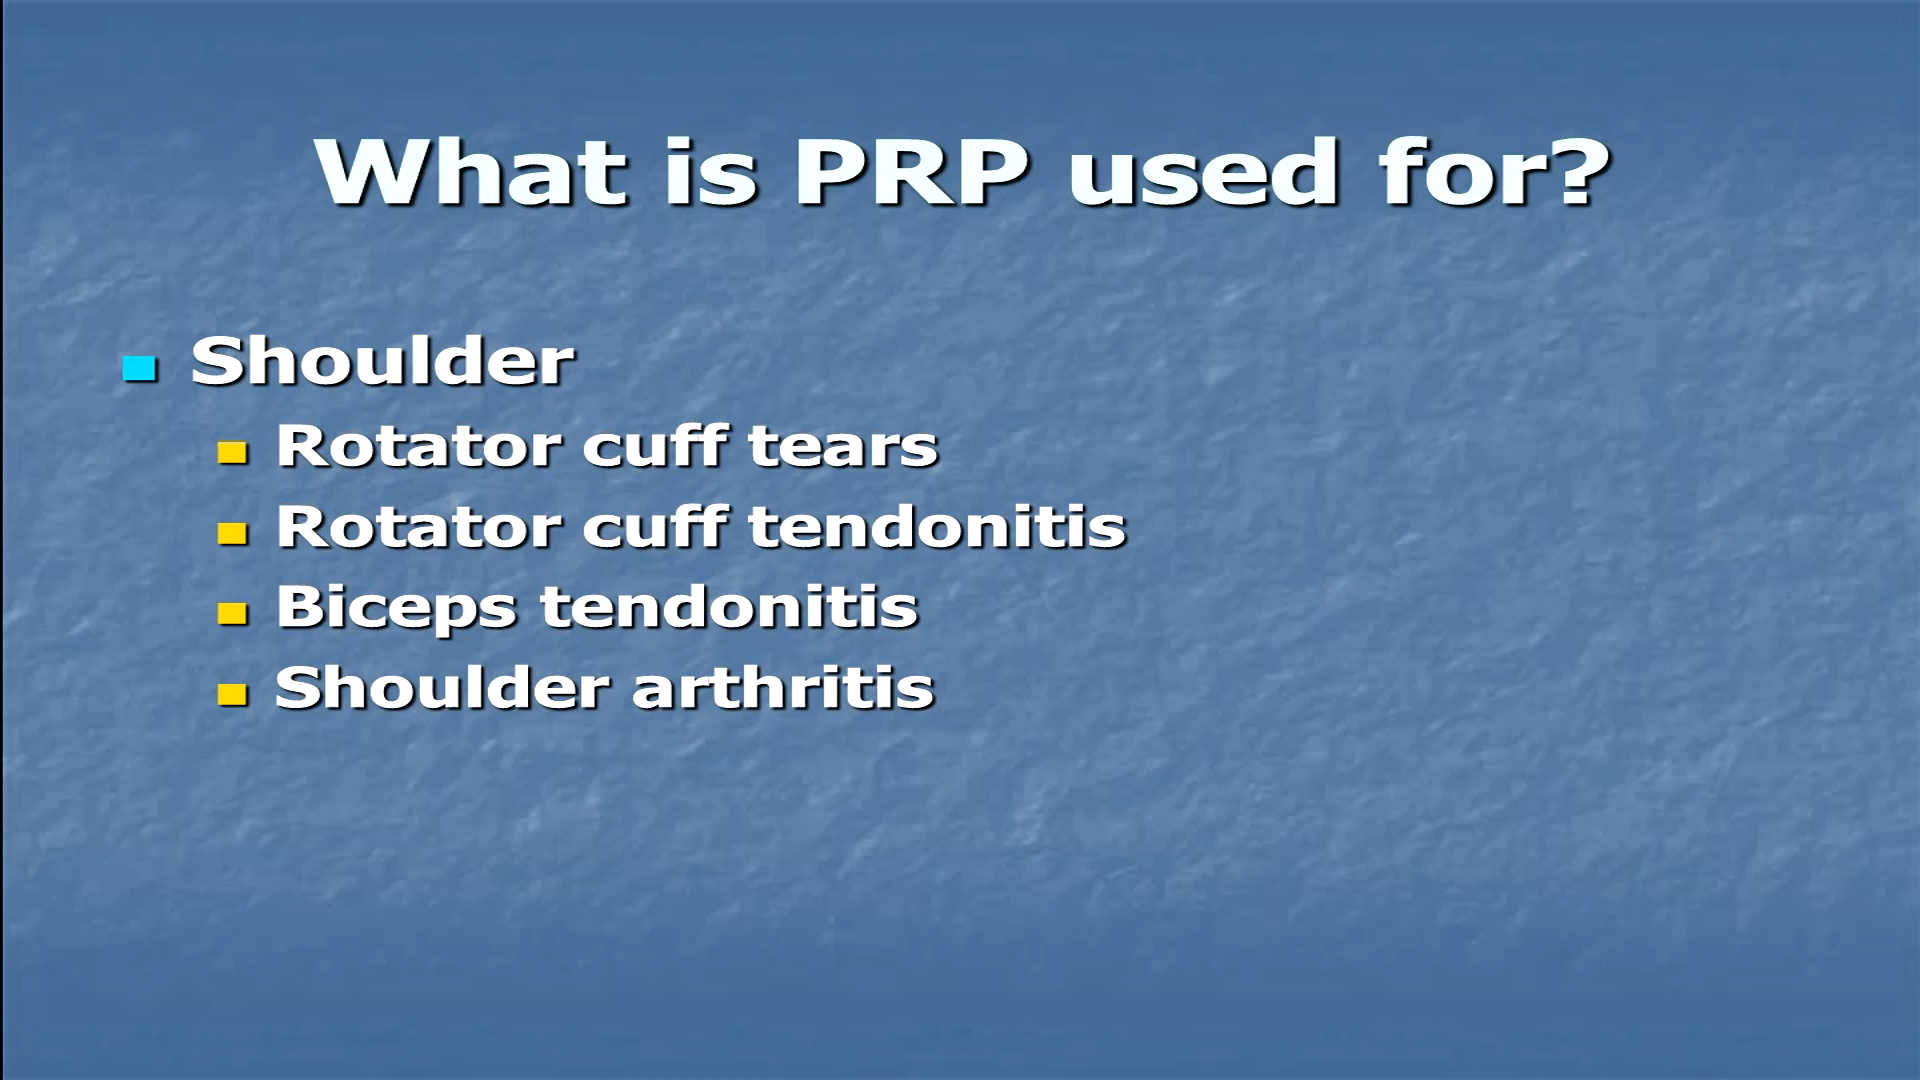 What is PRP used for?
Shoulder
Rotator cuff tears
Rotator cuff tendonitis
Biceps tendonitis
Shoulder arthritis